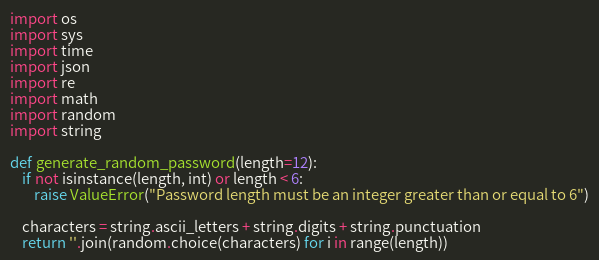 import os
import sys
import time
import json
import re
import math
import random
import string

def generate_random_password(length=12):
    if not isinstance(length, int) or length < 6:
        raise ValueError("Password length must be an integer greater than or equal to 6")

    characters = string.ascii_letters + string.digits + string.punctuation
    return ''.join(random.choice(characters) for i in range(length))